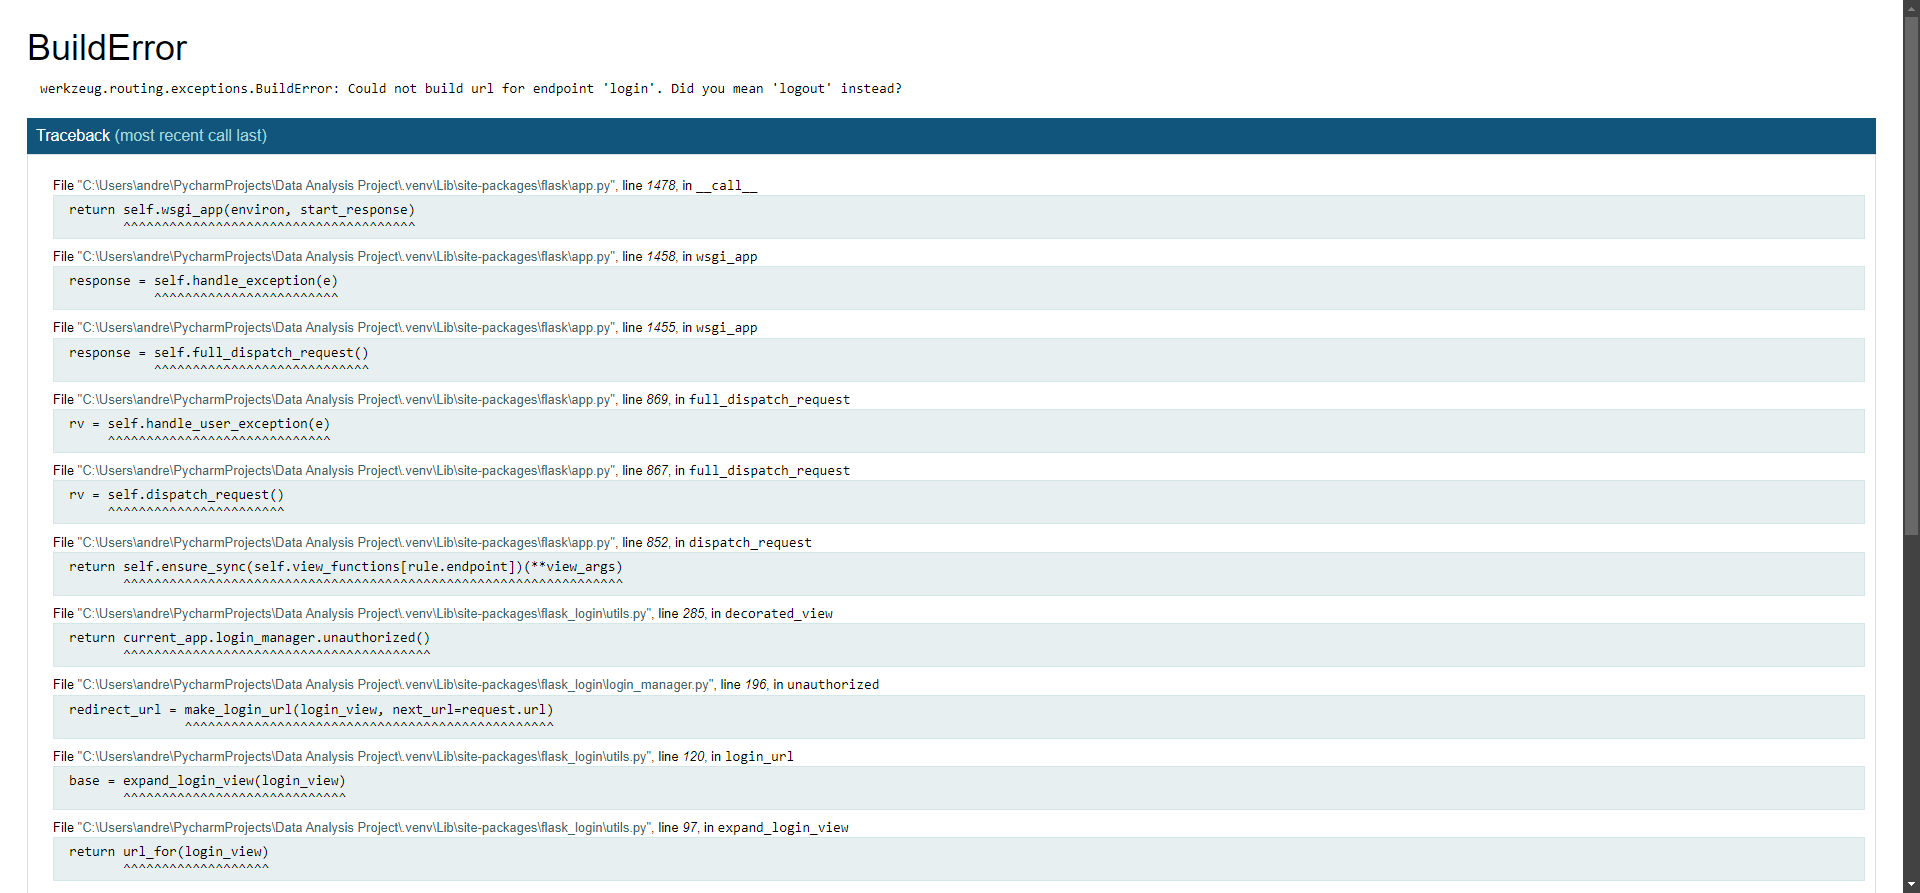 BuildError
werkzeug.routing.exceptions.BuildError: Could not build url for endpoint 'login'. Did you mean 'logout' instead?
Traceback (most recent call last)
File "C:\Users\andre\PycharmProjects\Data Analysis Project\.venv\Lib\site-packages\flask\app.py", line 1478, in __call__
return self.wsgi_app(environ, start_response)
^^^^^^^^^^^^^^^^^^^^^^^^^^^^^^^^^^^^^^
File "C:\Users\andre\PycharmProjects\Data Analysis Project\.venv\Lib\site-packages\flask\app.py", line 1458, in wsgi_app
response = self.handle_exception(e)
^^^^^^^^^^^^^^^^^^^^^^^^
File "C:\Users\andre\PycharmProjects\Data Analysis Project\.venv\Lib\site-packages\flask\app.py", line 1455, in wsgi_app
response = self.full_dispatch_request()
^^^^^^^^^^^^^^^^^^^^^^^^^^^^
File "C:\Users\andre\PycharmProjects\Data Analysis Project\.venv\Lib\site-packages\flask\app.py", line 869, in full_dispatch_request
rv = self.handle_user_exception(e)
^^^^^^^^^^^^^^^^^^^^^^^^^^^^^
File "C:\Users\andre\PycharmProjects\Data Analysis Project\.venv\Lib\site-packages\flask\app.py", line 867, in full_dispatch_request
rv = self.dispatch_request()
^^^^^^^^^^^^^^^^^^^^^^^
File "C:\Users\andre\PycharmProjects\Data Analysis Project\.venv\Lib\site-packages\flask\app.py", line 852, in dispatch_request
return self.ensure_sync(self.view_functions[rule.endpoint])(**view_args)
^^^^^^^^^^^^^^^^^^^^^^^^^^^^^^^^^^^^^^^^^^^^^^^^^^^^^^^^^^^^^^^^^
File "C:\Users\andre\PycharmProjects\Data Analysis Project\.venv\Lib\site-packages\flask_login\utils.py", line 285, in decorated_view
return current_app.login_manager.unauthorized()
^^^^^^^^^^^^^^^^^^^^^^^^^^^^^^^^^^^^^^^^
File "C:\Users\andre\PycharmProjects\Data Analysis Project\.venv\Lib\site-packages\flask_login\login_manager.py", line 196, in unauthorized
redirect_url = make_login_url(login_view, next_url=request.url)
^^^^^^^^^^^^^^^^^^^^^^^^^^^^^^^^^^^^^^^^^^^^^^^^
File "C:\Users\andre\PycharmProjects\Data Analysis Project\.venv\Lib\site-packages\flask_login\utils.py", line 120, in login_url
base = expand_login_view(login_view)
^^^^^^^^^^^^^^^^^^^^^^^^^^^^^
File "C:\Users\andre\PycharmProjects\Data Analysis Project\.venv\Lib\site-packages\flask_login\utils.py", line 97, in expand_login_view
return url_for(login_view)
^^^^^^^^^^^^^^^^^^^